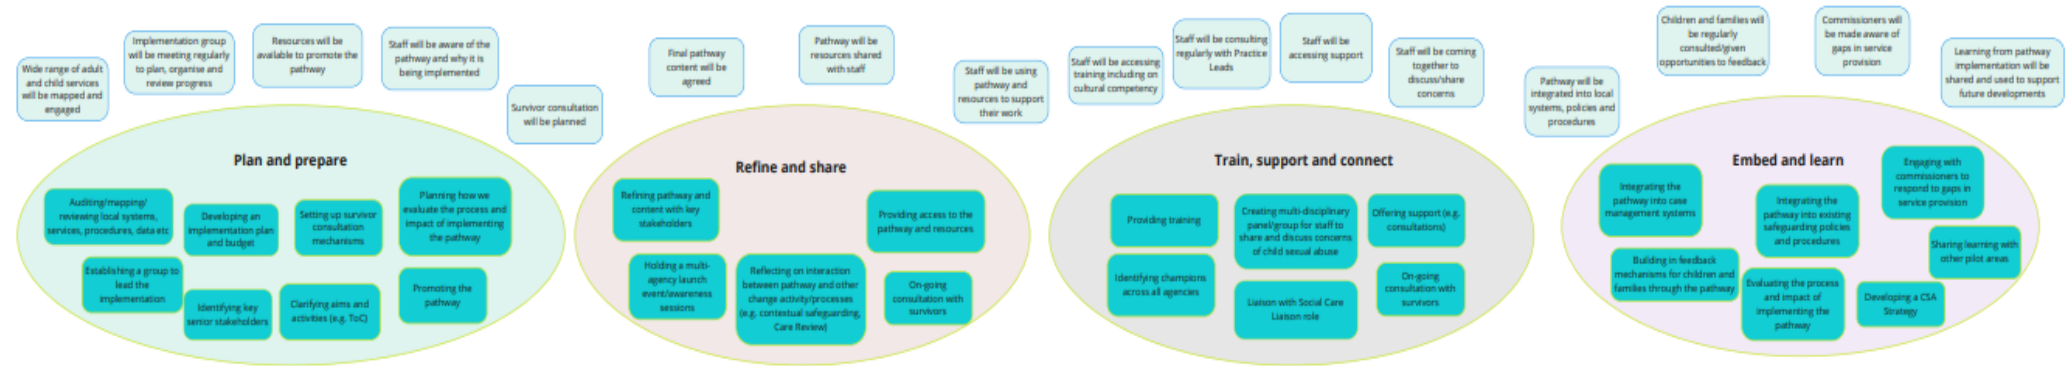 Wide range of adult
and child services
will be mapped and
engaged
Implementation group
will be meeting regularly
to plan, organise and
review progress
Resources will be
available to promote the
pathway
Staff will be aware of the
pathway and why it is
being implemented
Survivor consultation
will be planned
Plan and prepare
Auditing/mapping/
reviewing local systems,
services, procedures, data etc
Developing an
implementation plan
and budget
Setting up survivor
consultation
mechanisms
Planning how we
evaluate the process and
impact of implementing
the pathway
Establishing a group to
lead the
implementation
Identifying key
senior stakeholders
Clarifying aims and
activities (e.g. ToC)
Promoting the
pathway
Final pathway
content will be
agreed
Pathway will be
resources shared
with staff
Staff will be using
pathway and
resources to support
their work
Refine and share
Refining pathway and
content with key
stakeholders
Providing access to the
pathway and resources
Holding a multi-
agency launch
event/awareness
sessions
Reflecting on interaction
between pathway and other
change activity/processes
(e.g. contextual safeguarding,
Care Review)
On-going
consultation with
survivors
Staff will be accessing
training including on
cultural competency
Staff will be consulting
regularly with Practice
Leads
Staff will be
accessing support
Staff will be coming
together to
discuss/share
concerns
Train, support and connect
Providing training
Creating multi-disciplinary
panel/group for staff to
share and discuss concerns
of child sexual abuse
Offering support (e.g.
consultations)
Identifying champions
across all agencies
Liaison with Social Care
Liaison role
On-going
consultation with
survivors
Pathway will be
integrated into local
systems, policies and
procedures
Children and families will
be regularly
consulted/given
opportunities to feedback
Commissioners will
be made aware of
gaps in service
provision
Learning from pathway
implementation will be
shared and used to support
future developments
Embed and learn
Integrating the
pathway into case
management systems
Integrating the
pathway into existing
safeguarding policies
and procedures
Engaging with
commissioners to
respond to gaps in
service provision
Building in feedback
mechanisms for children and
families through the pathway
Evaluating the process
and impact of
implementing the
pathway
Sharing learning with
other pilot areas
Developing a CSA
Strategy